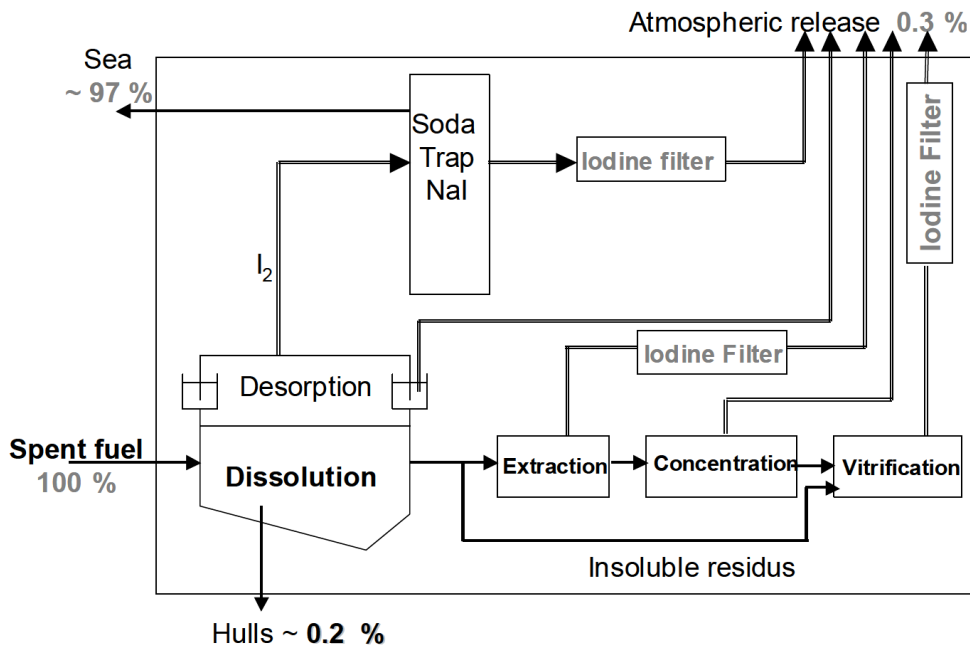 Atmospheric release 0.3 %
Sea
~ 97 %
Soda
Trap
NaI
Iodine filter
Iodine Filter
I2
Iodine Filter
Desorption
Spent fuel
100 %
Dissolution
Extraction
Concentration
Vitrification
Insoluble residus
Hulls ~ 0.2 %